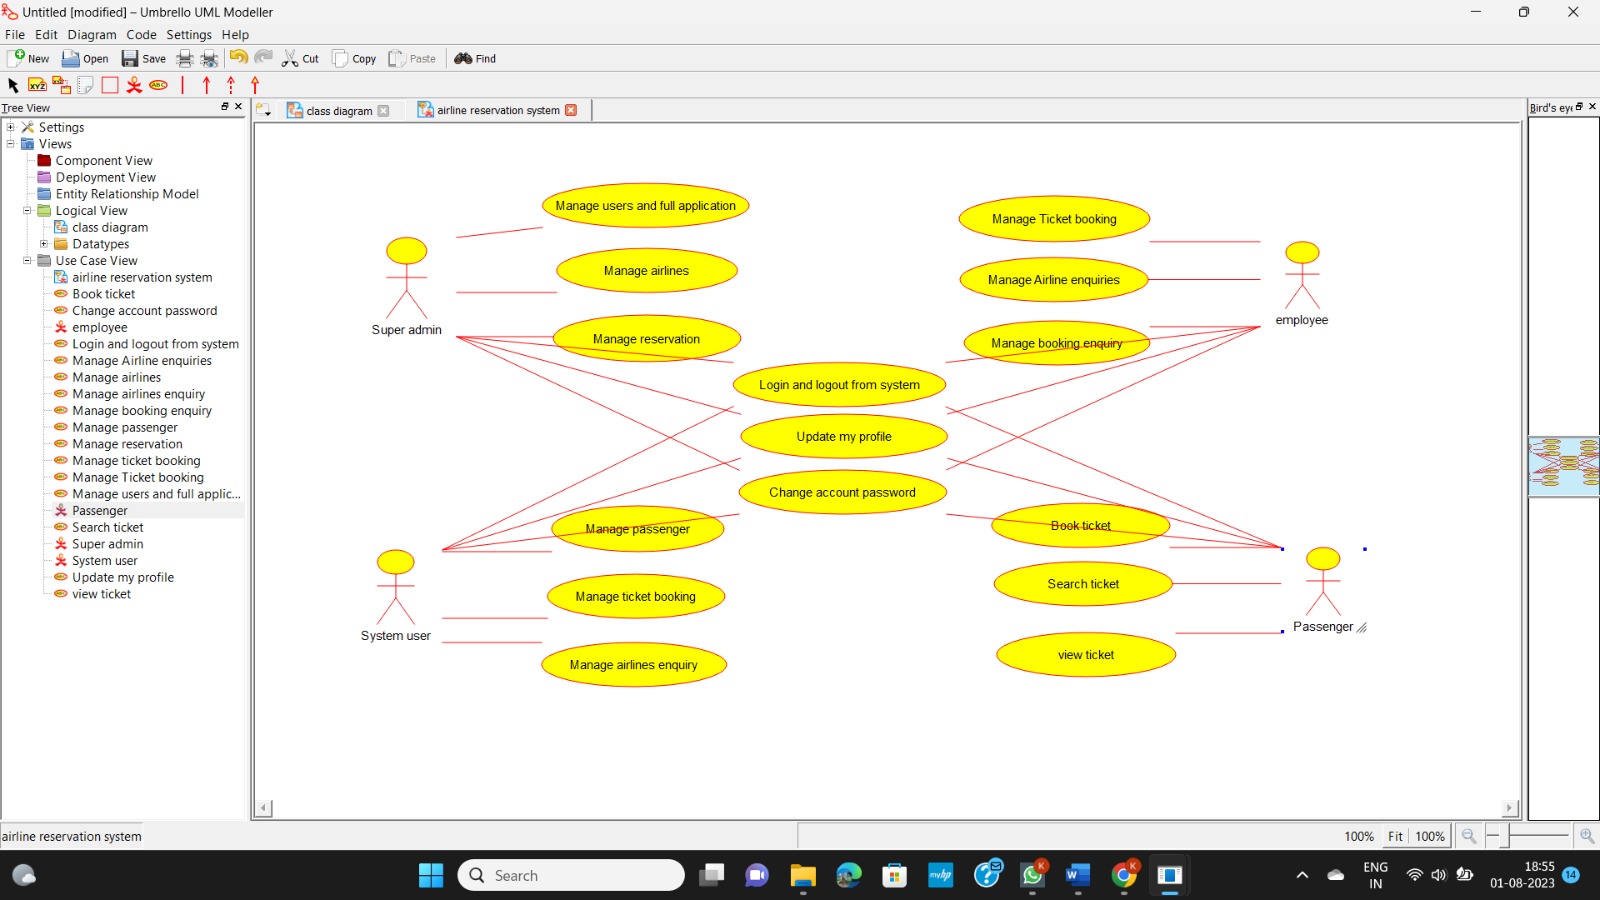 Untitled [modified] – Umbrello UML Modeller
File Edit Diagram Code Settings Help
New Open Save Cut Copy Paste Find
XYZ ABC
Tree View
class diagram
airline reservation system
Bird's eye
Settings
Views
Component View
Deployment View
Entity Relationship Model
Logical View
class diagram
Datatypes
Use Case View
airline reservation system
Book ticket
Change account password
employee
Login and logout from system
Manage Airline enquiries
Manage airlines
Manage airlines enquiry
Manage booking enquiry
Manage passenger
Manage reservation
Manage ticket booking
Manage Ticket booking
Manage users and full applic...
Passenger
Search ticket
Super admin
System user
Update my profile
view ticket
Manage users and full application
Manage airlines
Manage reservation
Super admin
Manage Ticket booking
Manage Airline enquiries
Manage booking enquiry
employee
Login and logout from system
Update my profile
Change account password
Manage passenger
Manage ticket booking
Manage airlines enquiry
System user
Book ticket
Search ticket
view ticket
Passenger
airline reservation system
100% Fit 100%
Search
myhp
K
W
K
ENG
IN
18:55
01-08-2023
14